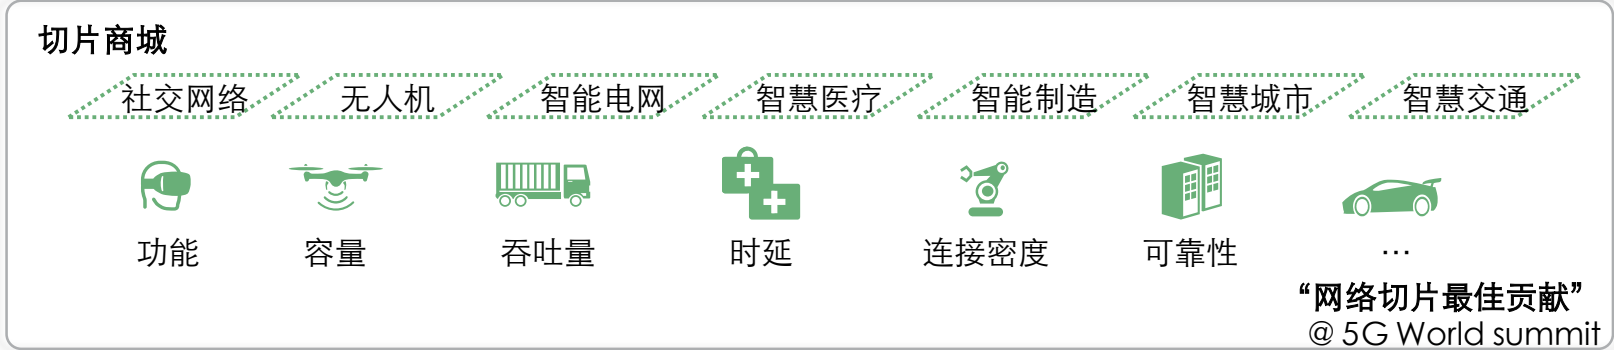 切片商城
社交网络 无人机 智能电网 智慧医疗 智能制造 智慧城市 智慧交通
功能 容量 吞吐量 时延 连接密度 可靠性 …
“网络切片最佳贡献”
@ 5G World summit